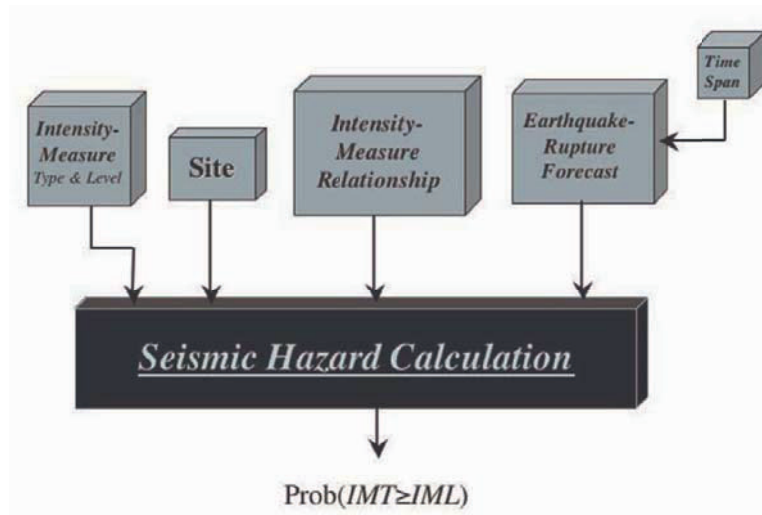 Time
Span
Intensity-
Measure
Type & Level
Site
Intensity-
Measure
Relationship
Earthquake-
Rupture
Forecast
Seismic Hazard Calculation
Prob(IMT≥IML)